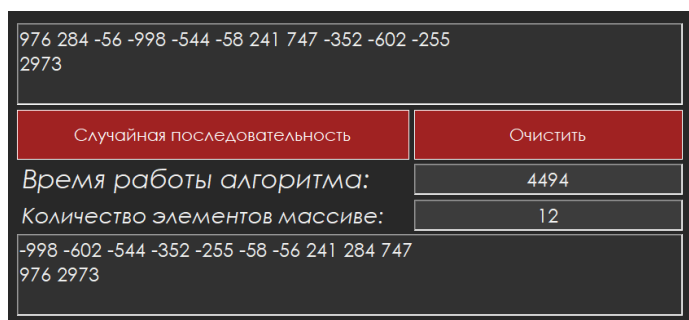 976 284 -56 -998 -544 -58 241 747 -352 -602 -255
2973
Случайная последовательность
Очистить
Время работы алгоритма:
4494
Количество элементов массиве:
12
-998 -602 -544 -352 -255 -58 -56 241 284 747
976 2973